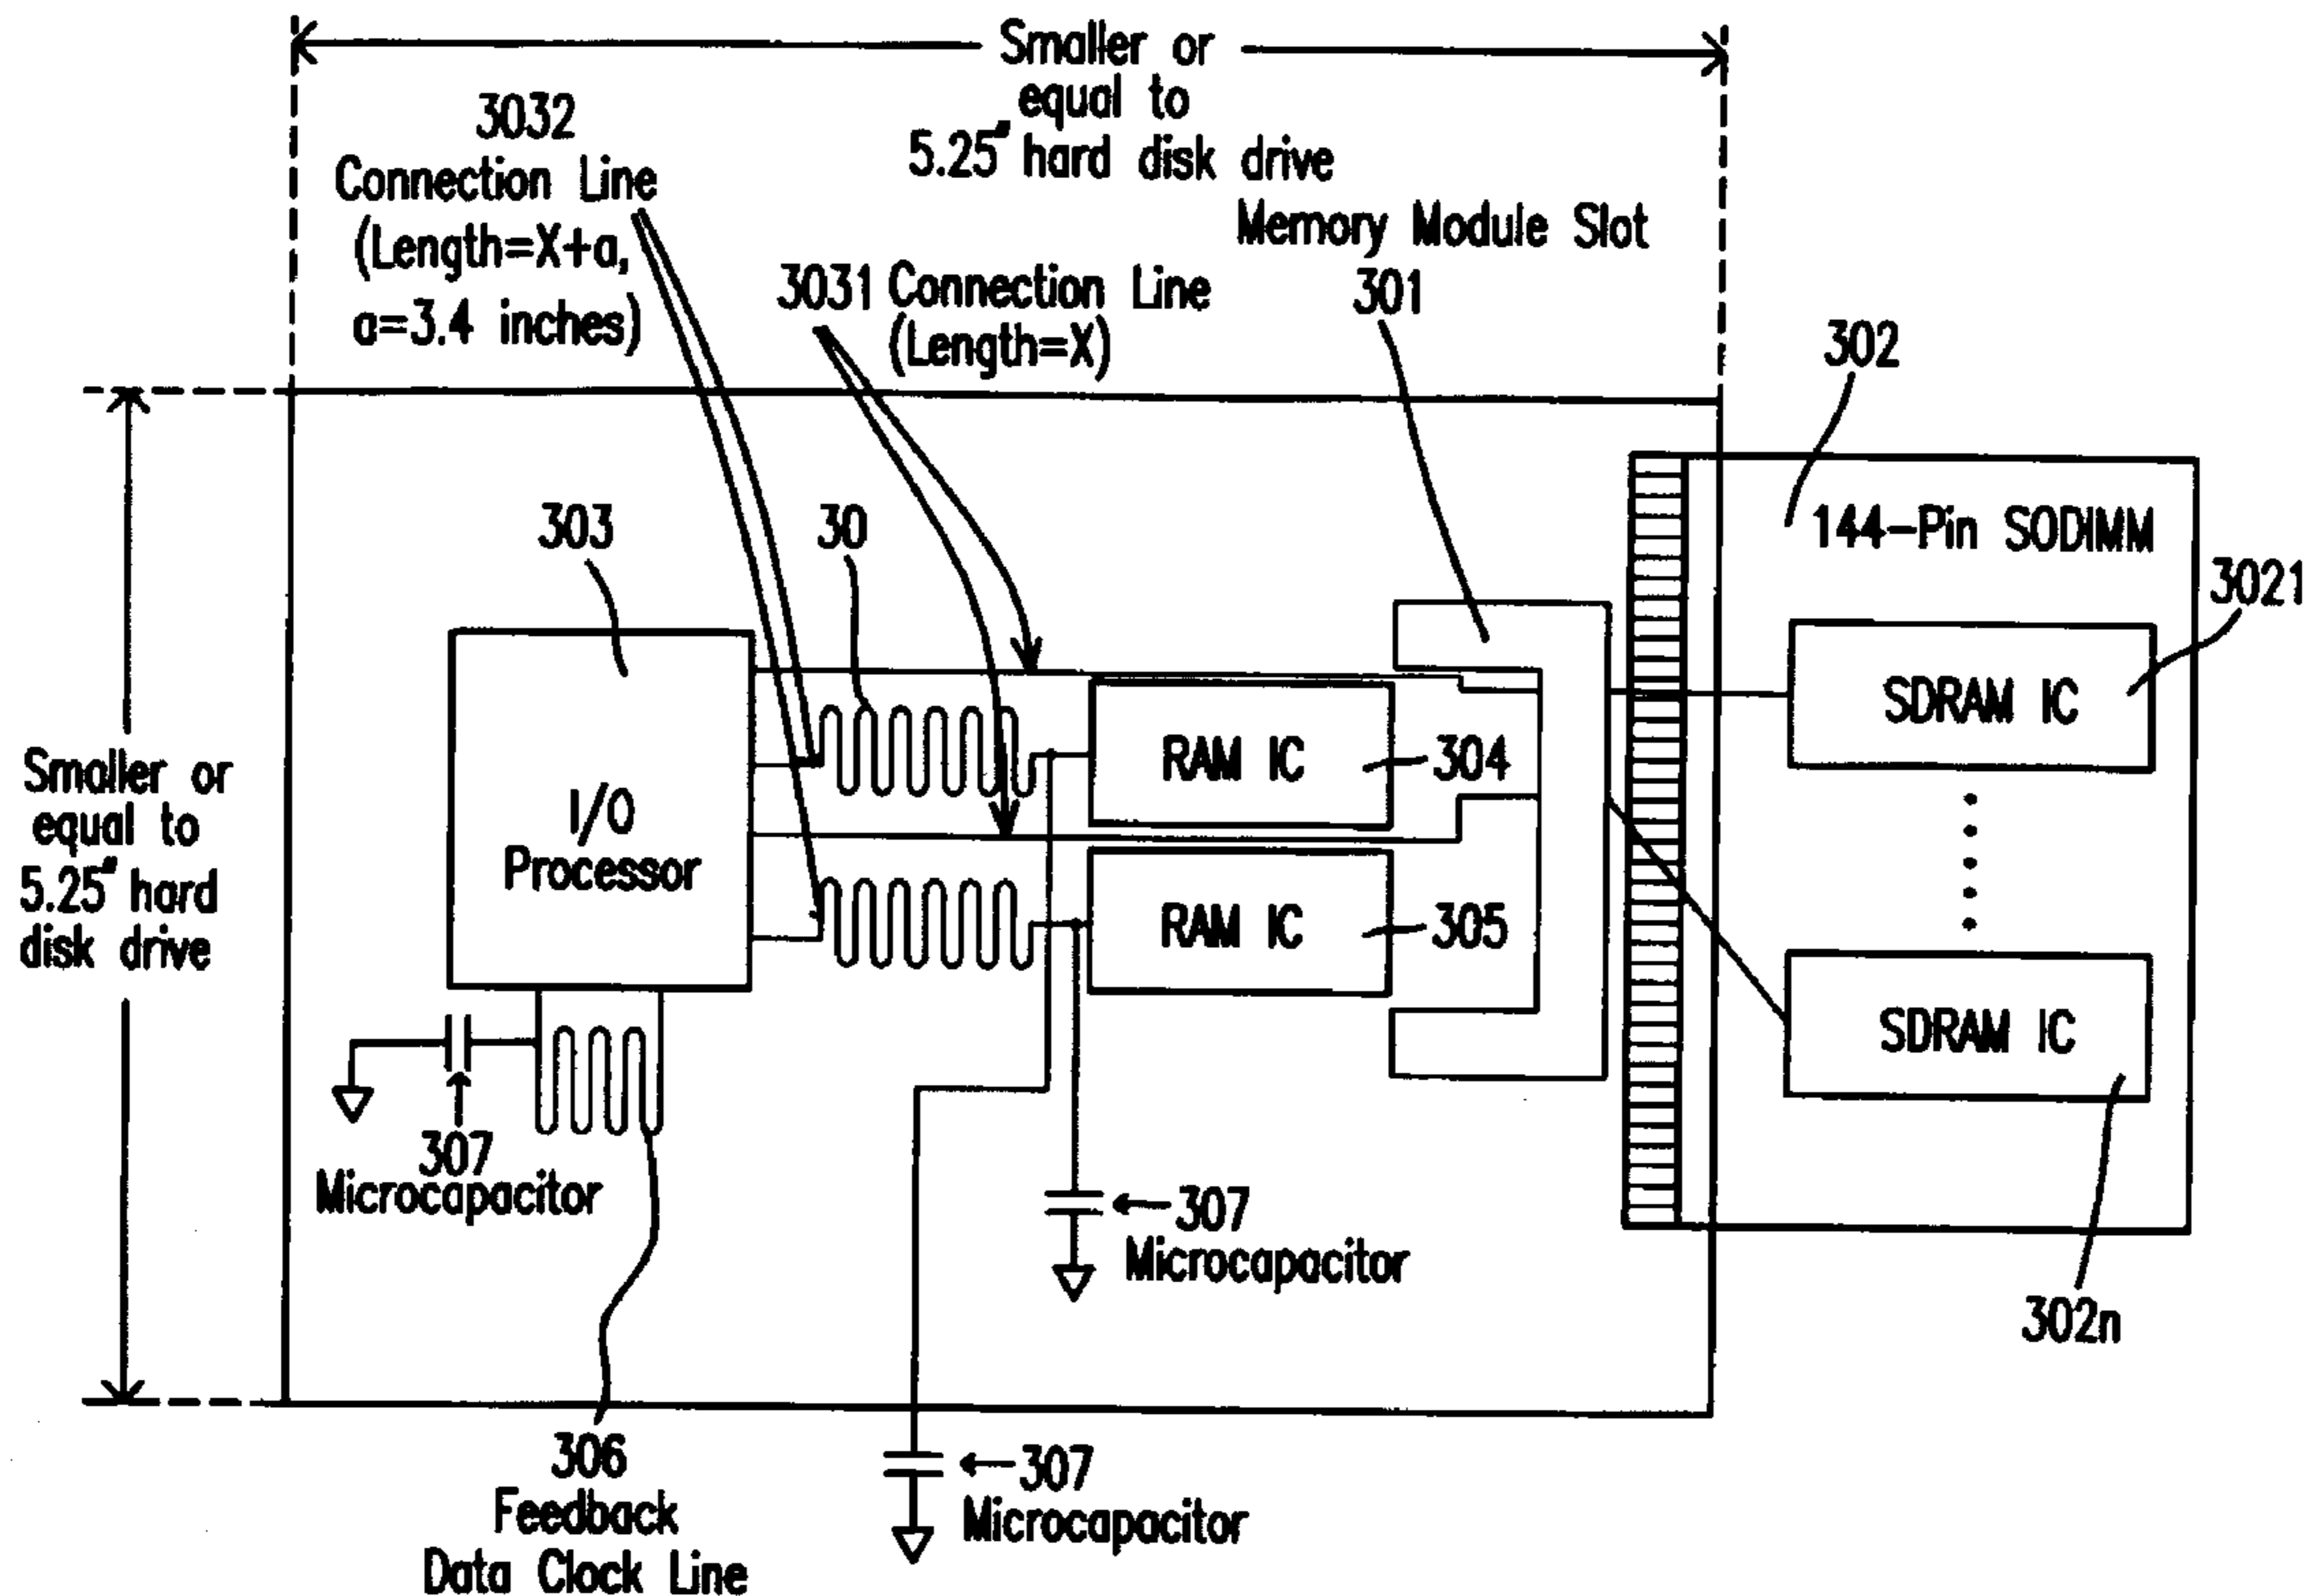 Smaller or
equal to
5.25" hard disk drive
3032
Connection Line
(Length=X+a,
a=3.4 inches)
3031 Connection Line
(Length=X)
Memory Module Slot
301
302
303
30
144-Pin SODIMM
3021
SDRAM IC
RAM IC
304
I/O
Processor
Smaller or
equal to
5.25" hard
disk drive
RAM IC
305
SDRAM IC
302n
307
Microcapacitor
307
Microcapacitor
306
Feedback
Data Clock Line
307
Microcapacitor